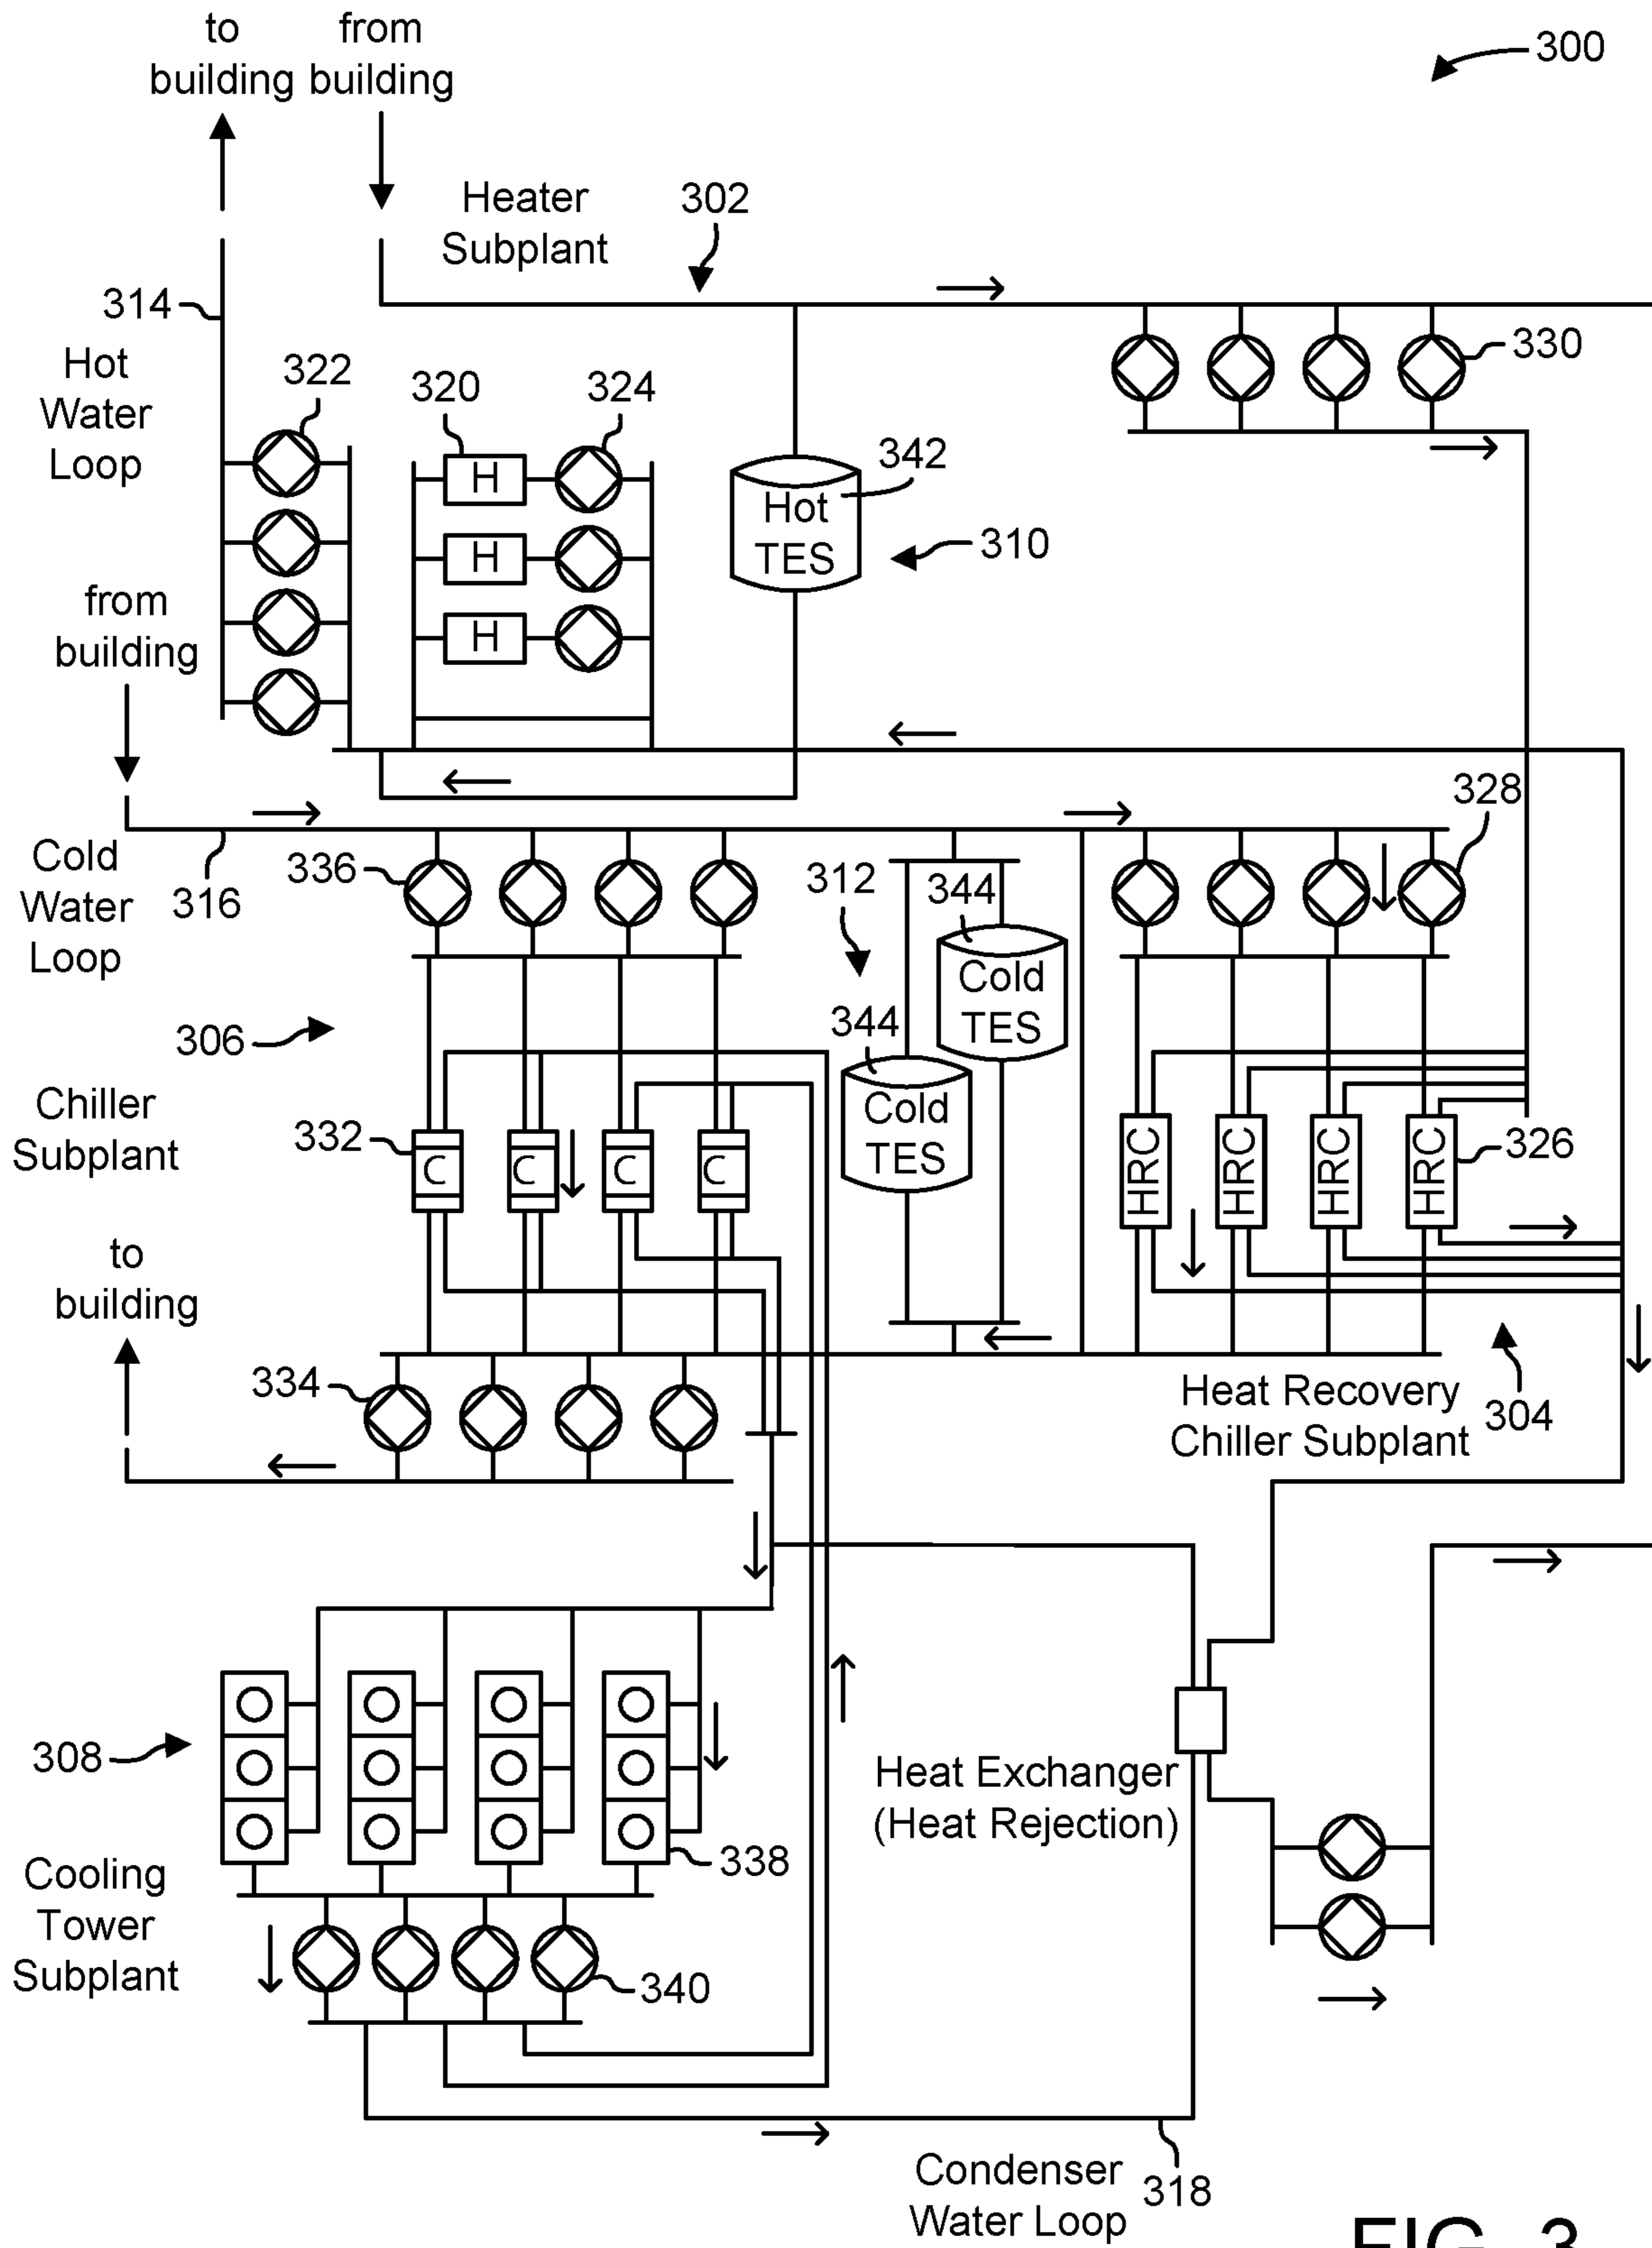 to from
building building
300
Heater
Subplant
302
314
Hot
Water
Loop
322
320
324
330
342
Hot
TES
310
H
H
H
from
building
328
Cold
Water
Loop
316
336
312
344
Cold
TES
344
Cold
TES
306
Chiller
Subplant
332
C
C
C
C
HRC
HRC
HRC
HRC
326
to
building
334
Heat Recovery
Chiller Subplant
304
308
Heat Exchanger
(Heat Rejection)
338
Cooling
Tower
Subplant
340
Condenser
Water Loop
318
FIG. 3